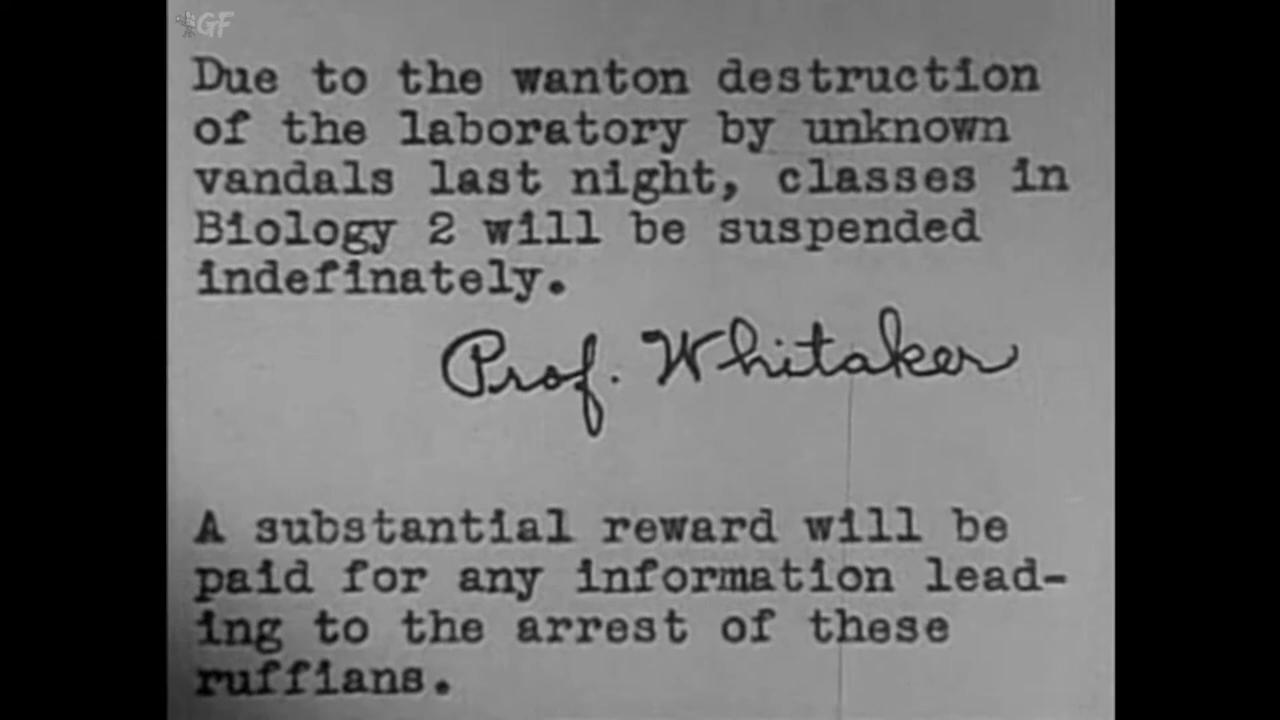 GF
Due to the wanton destruction
of the laboratory by unknown
vandals last night, classes in
Biology 2 will be suspended
indefinately.
Prof. Whitaker
A substantial reward will be
paid for any information lead-
ing to the arrest of these
ruffians.